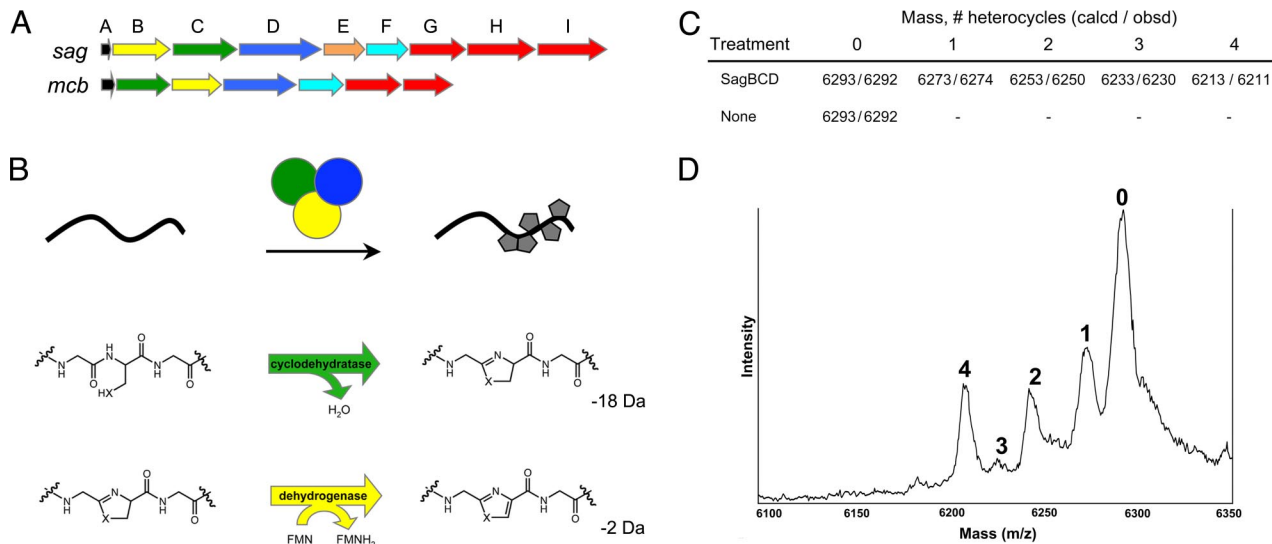 A
A B C D E F G H I
sag
mcb
B
cyclodehydratase
H2O
-18 Da
dehydrogenase
FMN FMNH2
-2 Da
N H O N H O HX H N O
N H N X O N H O
N H N X O N H O
N H N X O N H O
C
Mass, # heterocycles (calcd / obsd)
Treatment 0 1 2 3 4
SagBCD 6293/6292 6273/6274 6253/6250 6233/6230 6213 / 6211
None 6293/6292 - - - -
D
Intensity
4 3 2 1 0
6100 6150 6200 6250 6300 6350
Mass (m/z)